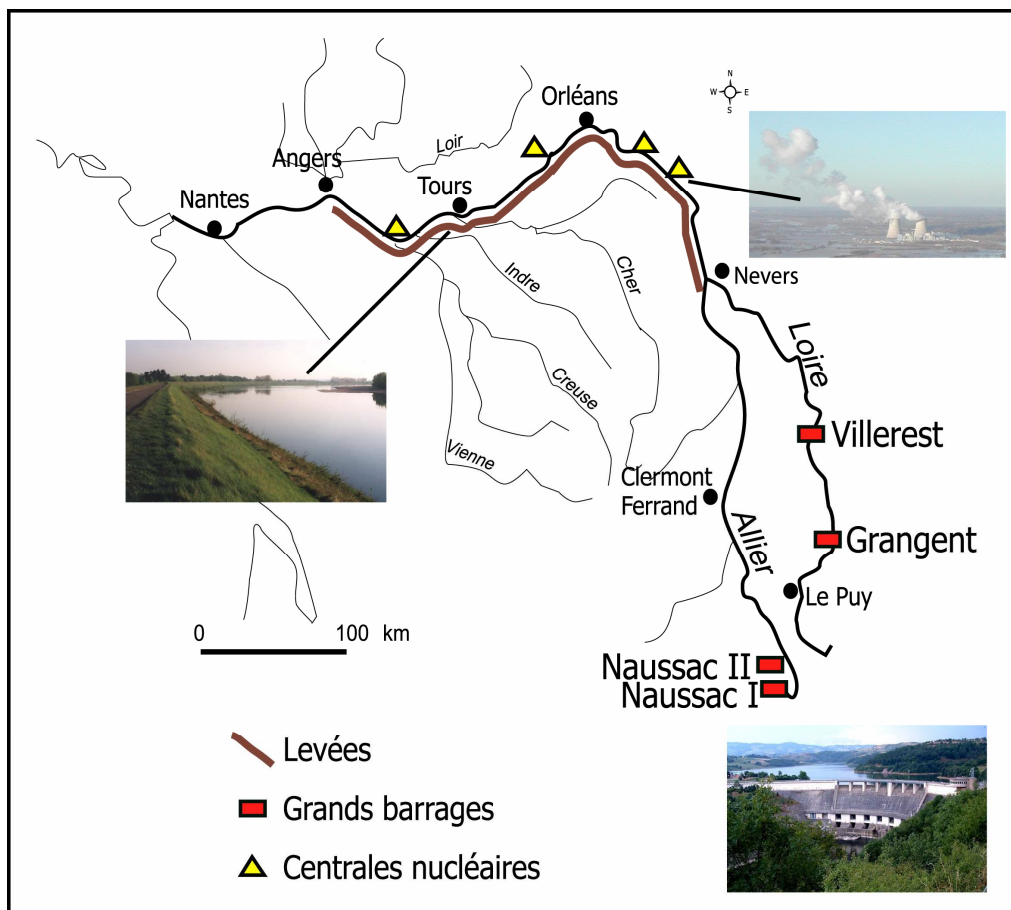 N
W E
S
Orléans
Loir
Angers
Tours
Nantes
Nevers
Indre
Cher
Loire
Creuse
Villerest
Vienne
Clermont
Ferrand
Allier
Grangent
Le Puy
0 100 km
Naussac II
Naussac I
Levées
Grands barrages
Centrales nucléaires